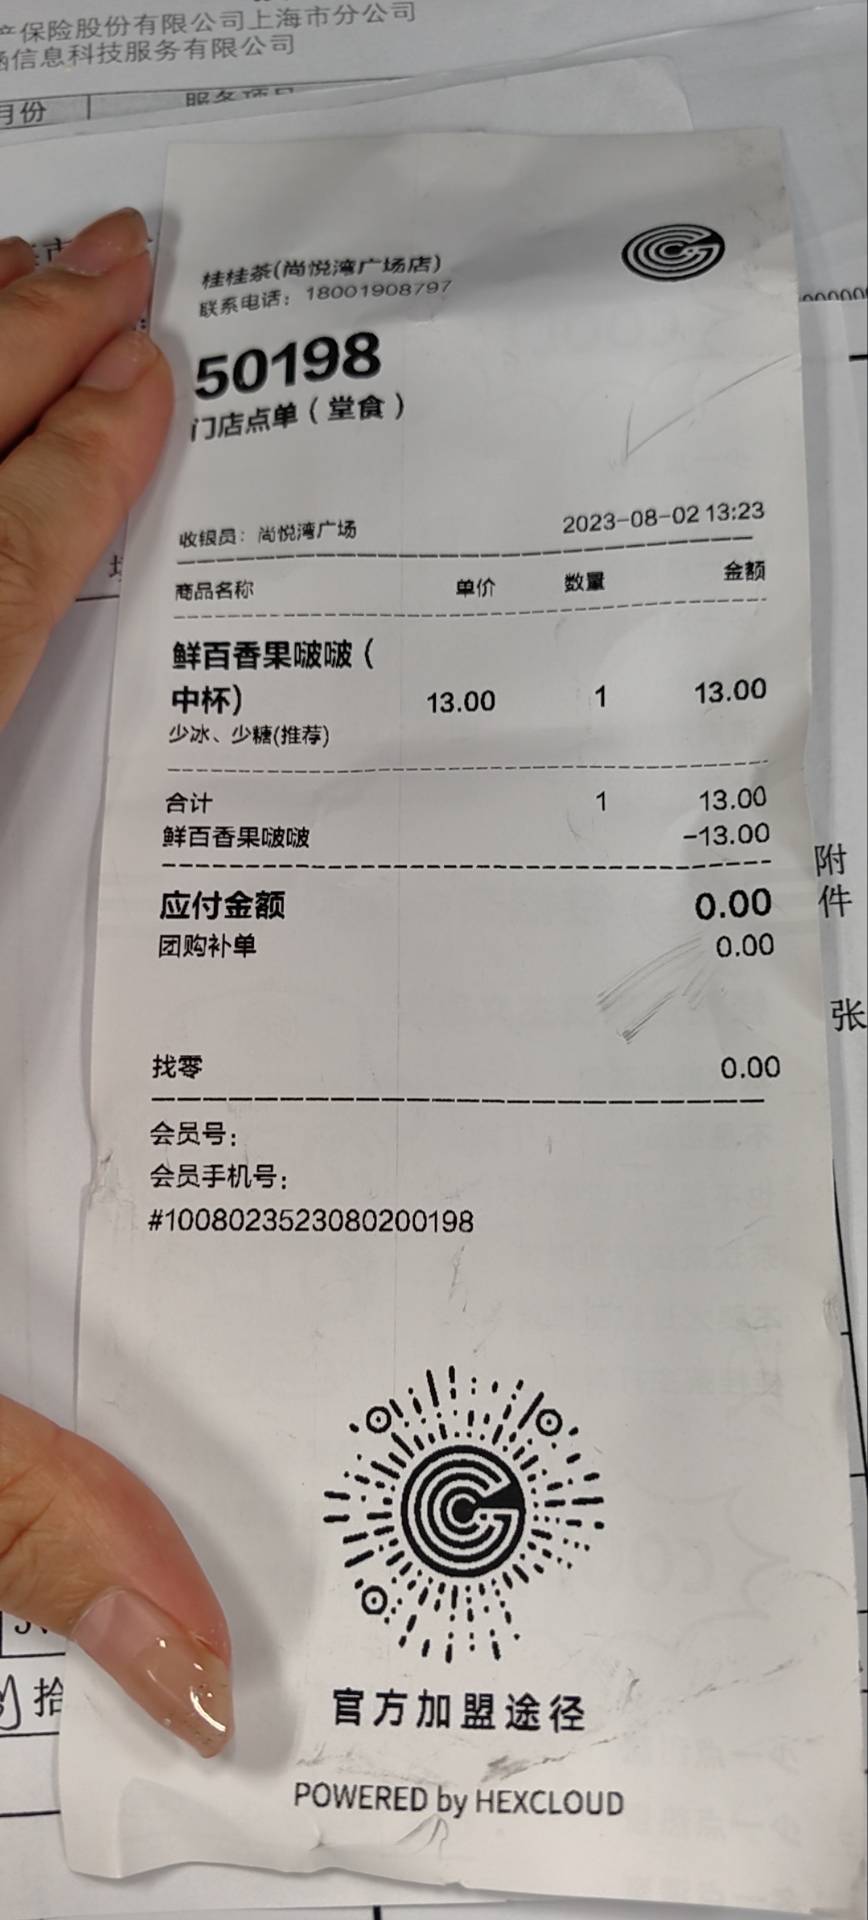 保险股份有限公司上海市分公司
信息科技服务有限公司
月份
服务项目
桂桂茶(尚悦湾广场店)
联系电话：18001908797
50198
门店点单（堂食）
收银员：尚悦湾广场 2023-08-02 13:23
商品名称 单价 数量 金额
鲜百香果啵啵（
中杯） 13.00 1 13.00
少冰、少糖(推荐)
合计 1 13.00
鲜百香果啵啵 -13.00
应付金额 0.00
团购补单 0.00
找零 0.00
会员号：
会员手机号：
#1008023523080200198
官方加盟途径
POWERED by HEXCLOUD
附
件
张
拾